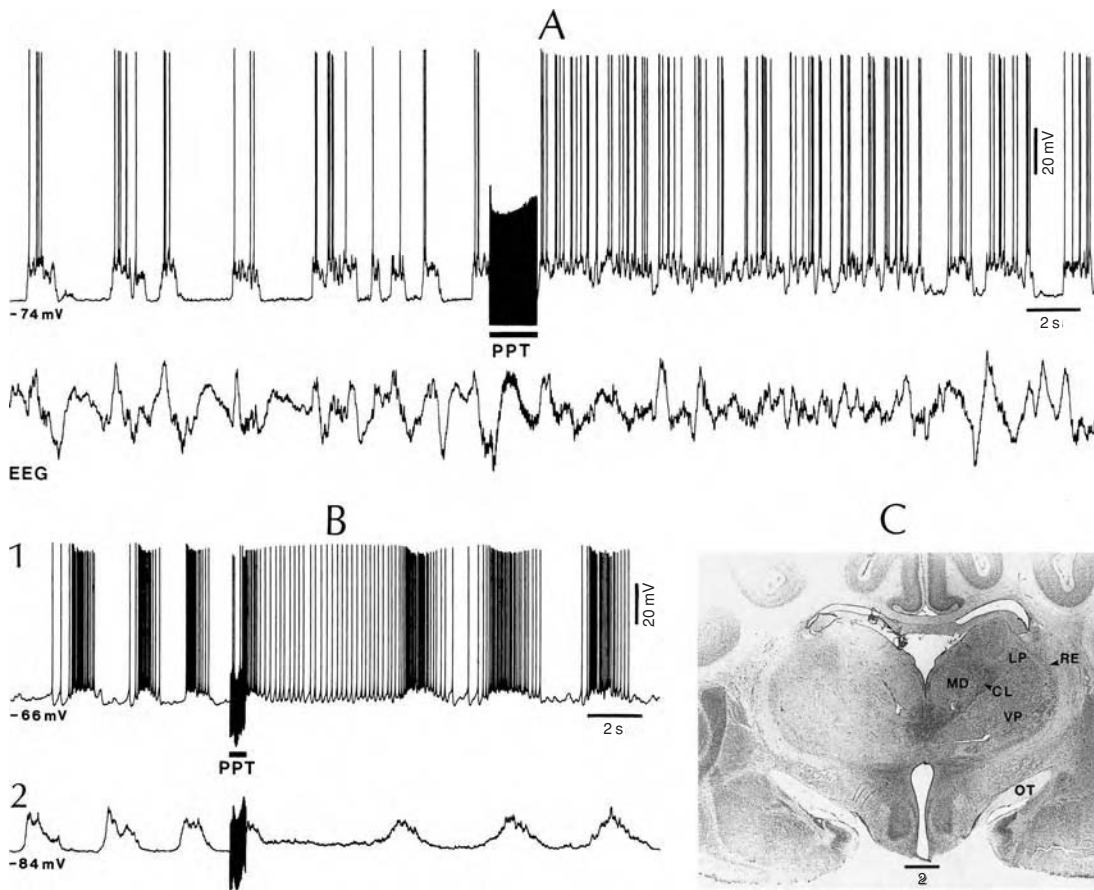 A
20 mV
-74 mV
2 s
PPT
EEG
B
C
1
20 mV
-66 mV
2 s
PPT
2
-84 mV
LP
RE
MD
CL
VP
OT
2